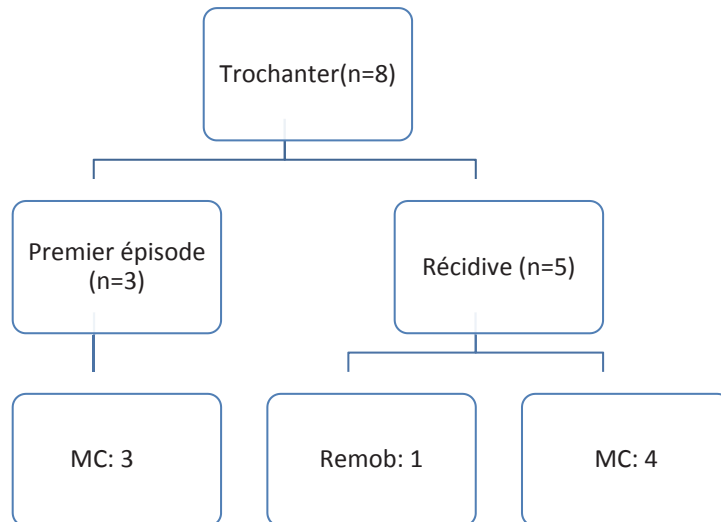 Trochanter(n=8)
Premier épisode
(n=3)
Récidive (n=5)
MC: 3
Remob: 1
MC: 4